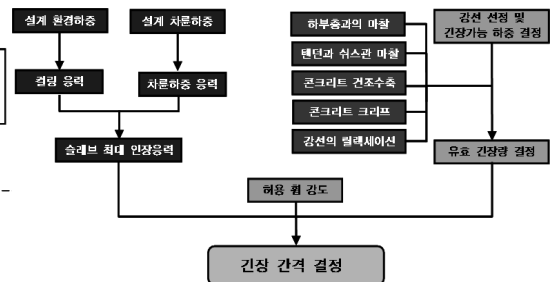 설계 환경하중
설계 차륜하중
컬링 응력
차륜하중 응력
슬래브 최대 인장응력
하부층과의 마찰
텐던과 쉬스관 마찰
콘크리트 건조수축
콘크리트 크리프
강선의 릴랙세이션
강선 선정 및
긴장가능 하중 결정
유효 긴장량 결정
허용 휨 강도
긴장 간격 결정